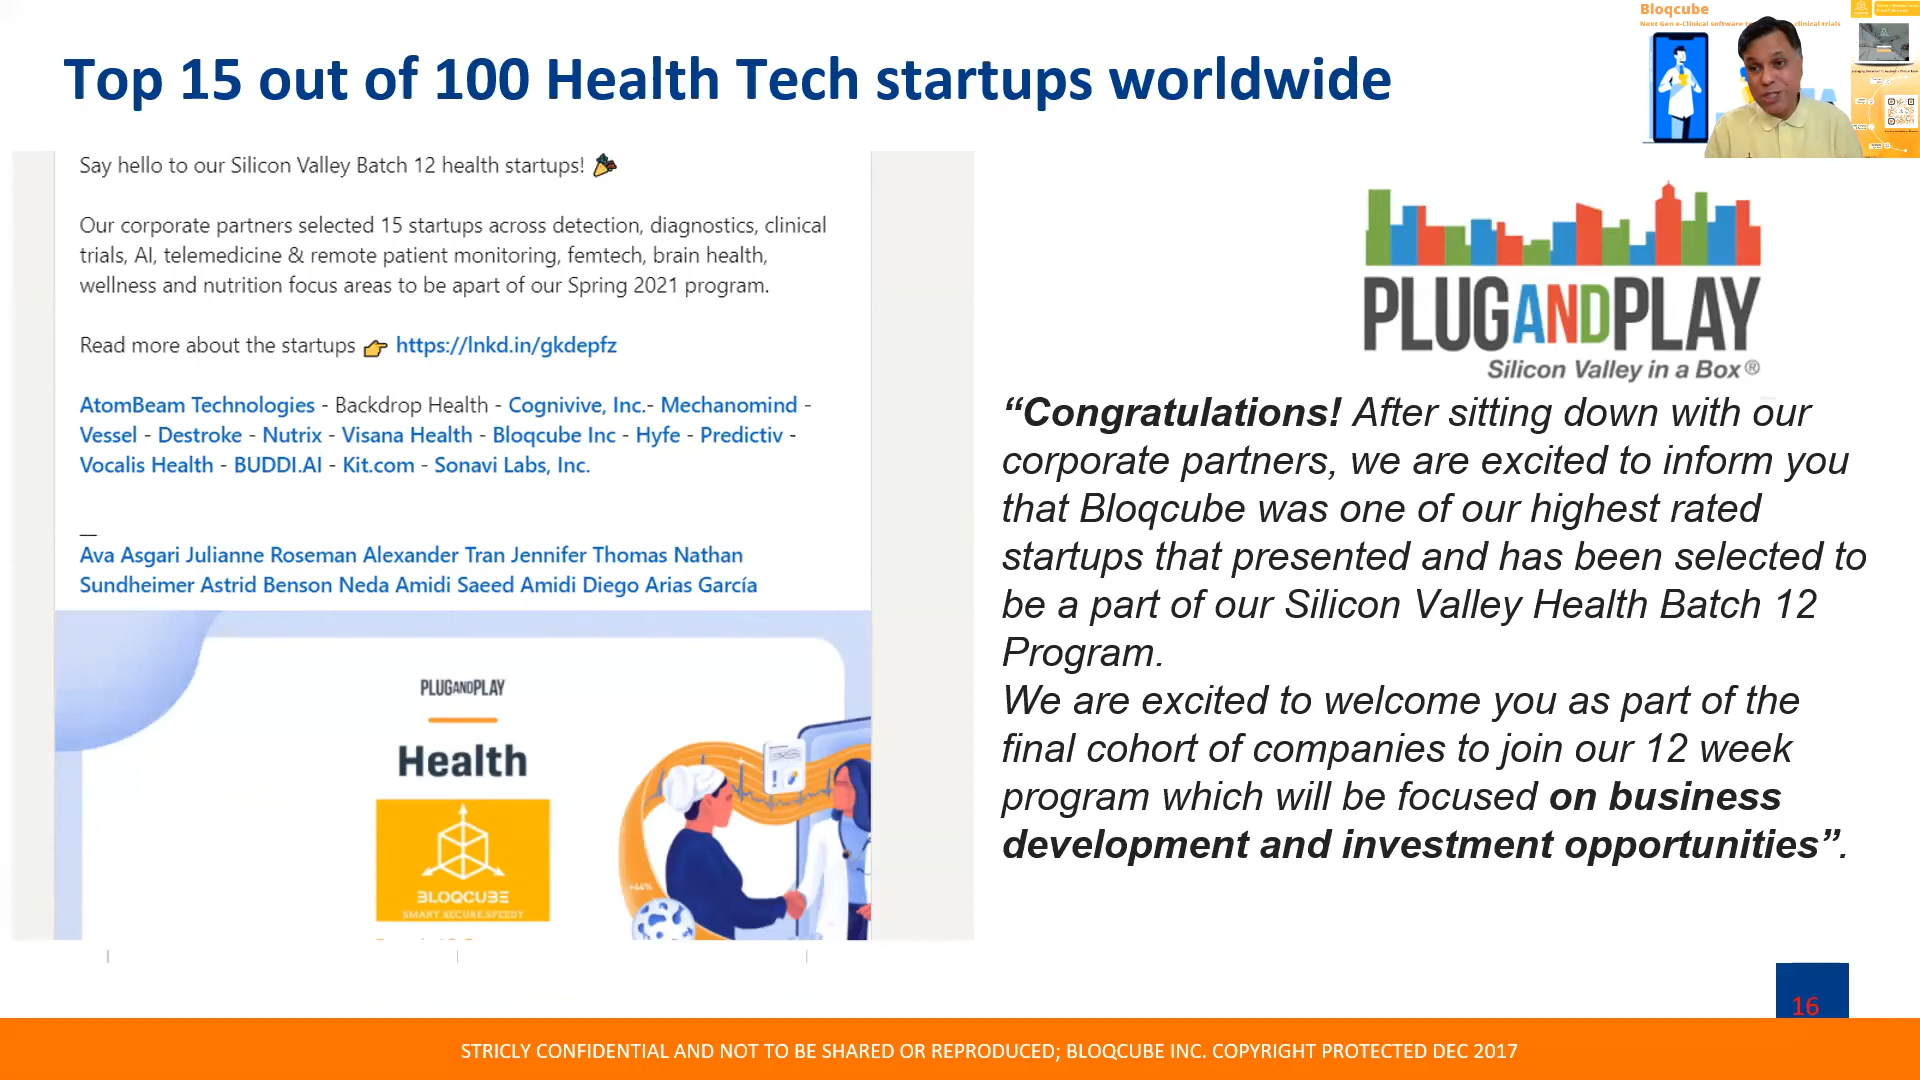 Top 15 out of 100 Health Tech startups worldwide
Bloqcube
Say hello to our Silicon Valley Batch 12 health startups!
Our corporate partners selected 15 startups across detection, diagnostics, clinical
trials, AI, telemedicine & remote patient monitoring, femtech, brain health,
wellness and nutrition focus areas to be apart of our Spring 2021 program.
Read more about the startups https://lnkd.in/gkdepfz
AtomBeam Technologies - Backdrop Health - Cognivive, Inc.- Mechanomind -
Vessel - Destroke - Nutrix - Visana Health - Bloqcube Inc - Hyfe - Predictiv -
Vocalis Health - BUDDI.AI - Kit.com - Sonavi Labs, Inc.
__
Ava Asgari Julianne Roseman Alexander Tran Jennifer Thomas Nathan
Sundheimer Astrid Benson Neda Amidi Saeed Amidi Diego Arias García
PLUGANDPLAY
Health
BLOQCUBE
SMART SECURE SPEEDY
+44%
PLUGANDPLAY
Silicon Valley in a Box®
“Congratulations! After sitting down with our
corporate partners, we are excited to inform you
that Bloqcube was one of our highest rated
startups that presented and has been selected to
be a part of our Silicon Valley Health Batch 12
Program.
We are excited to welcome you as part of the
final cohort of companies to join our 12 week
program which will be focused on business
development and investment opportunities”.
16
STRICLY CONFIDENTIAL AND NOT TO BE SHARED OR REPRODUCED; BLOQCUBE INC. COPYRIGHT PROTECTED DEC 2017